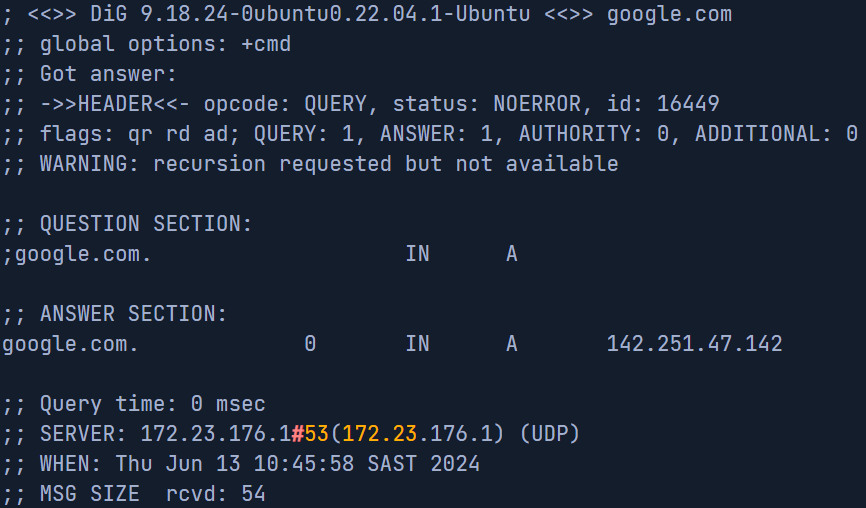 ; <<>> DiG 9.18.24-0ubuntu0.22.04.1-Ubuntu <<>> google.com
;; global options: +cmd
;; Got answer:
;; ->>HEADER<<- opcode: QUERY, status: NOERROR, id: 16449
;; flags: qr rd ad; QUERY: 1, ANSWER: 1, AUTHORITY: 0, ADDITIONAL: 0
;; WARNING: recursion requested but not available
;; QUESTION SECTION:
;google.com. IN A
;; ANSWER SECTION:
google.com. 0 IN A 142.251.47.142
;; Query time: 0 msec
;; SERVER: 172.23.176.1#53(172.23.176.1) (UDP)
;; WHEN: Thu Jun 13 10:45:58 SAST 2024
;; MSG SIZE rcvd: 54